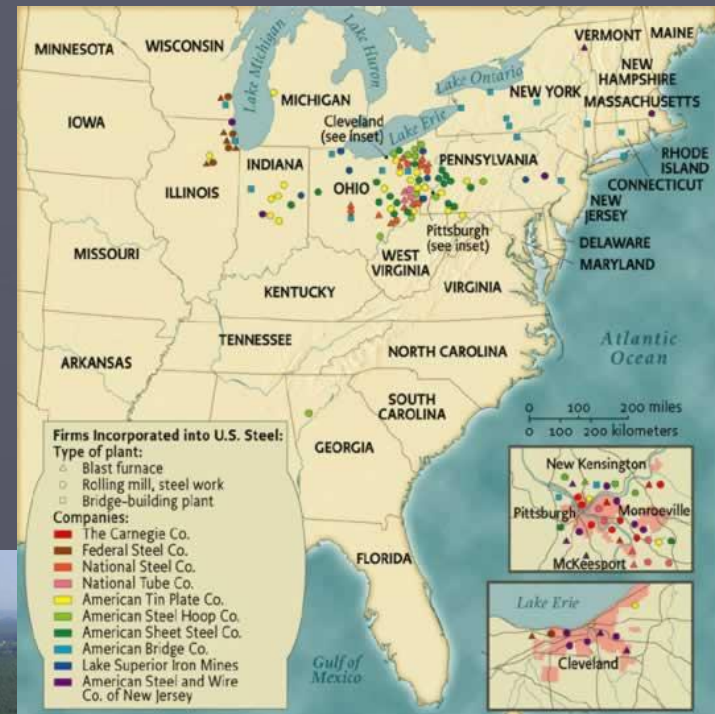 MINNESOTA
WISCONSIN
Lake Michigan
Lake Huron
MICHIGAN
Lake Ontario
VERMONT
MAINE
NEW
HAMPSHIRE
NEW YORK
MASSACHUSETTS
IOWA
Cleveland
(see inset)
Lake Erie
PENNSYLVANIA
RHODE
ISLAND
CONNECTICUT
ILLINOIS
INDIANA
OHIO
NEW
JERSEY
Pittsburgh
(see inset)
DELAWARE
MARYLAND
MISSOURI
WEST
VIRGINIA
VIRGINIA
KENTUCKY
TENNESSEE
NORTH CAROLINA
Atlantic
Ocean
ARKANSAS
SOUTH
CAROLINA
GEORGIA
FLORIDA
Gulf of
Mexico
0 100 200 miles
0 100 200 kilometers
Firms Incorporated into U.S. Steel:
Type of plant:
Blast furnace
Rolling mill, steel work
Bridge-building plant
Companies:
The Carnegie Co.
Federal Steel Co.
National Steel Co.
National Tube Co.
American Tin Plate Co.
American Steel Hoop Co.
American Sheet Steel Co.
American Bridge Co.
Lake Superior Iron Mines
American Steel and Wire
Co. of New Jersey
New Kensington
Pittsburgh
Monroeville
McKeesport
Lake Erie
Cleveland